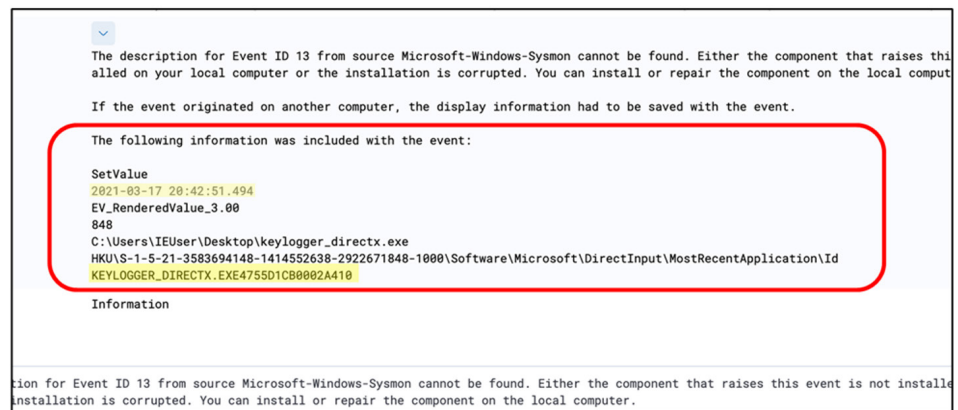 The description for Event ID 13 from source Microsoft-Windows-Sysmon cannot be found. Either the component that raises thi
alled on your local computer or the installation is corrupted. You can install or repair the component on the local comput
If the event originated on another computer, the display information had to be saved with the event.
The following information was included with the event:
SetValue
2021-03-17 20:42:51.494
EV_RenderedValue_3.00
848
C:\Users\IEUser\Desktop\keylogger_directx.exe
HKU\S-1-5-21-3583694148-1414552638-2922671848-1000\Software\Microsoft\DirectInput\MostRecentApplication\Id
KEYLOGGER_DIRECTX.EXE4755D1CB0002A410
Information
tion for Event ID 13 from source Microsoft-Windows-Sysmon cannot be found. Either the component that raises this event is not installe
installation is corrupted. You can install or repair the component on the local computer.